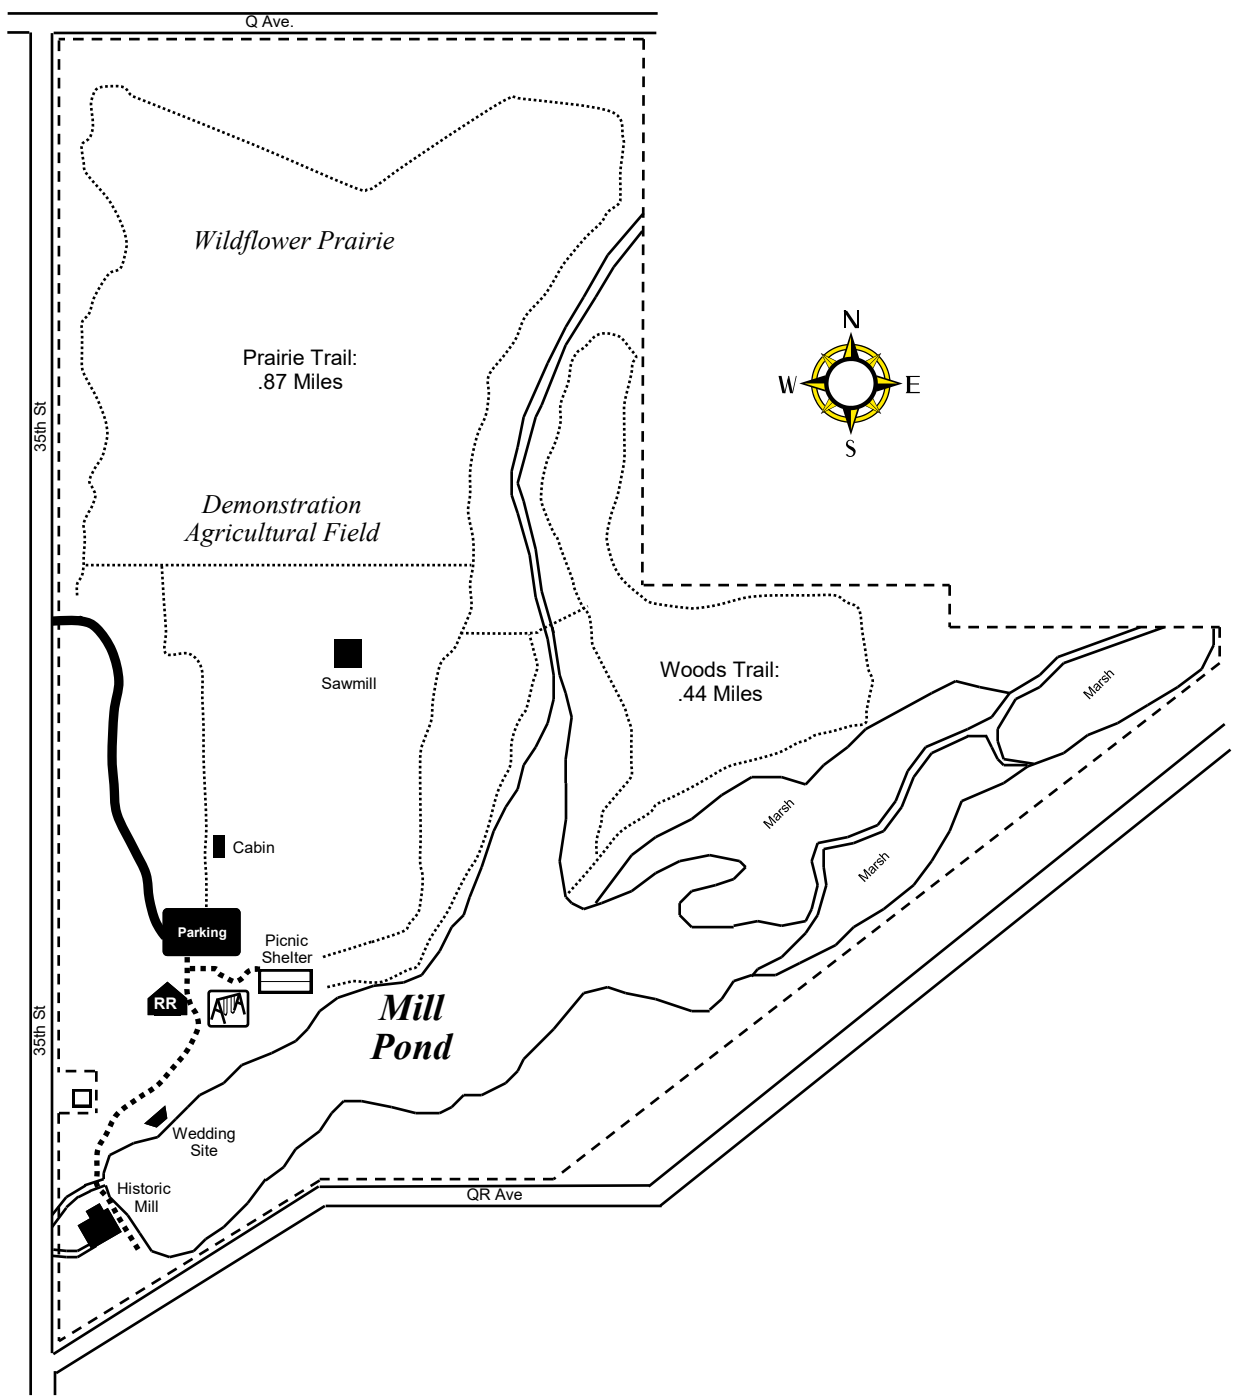 Q Ave.
Wildflower Prairie
N
Prairie Trail:
.87 Miles
W
E
35th St
S
Demonstration
Agricultural Field
Sawmill
Woods Trail:
.44 Miles
Marsh
Marsh
Cabin
Marsh
Parking
Picnic
Shelter
RR
Mill
Pond
35th St
Wedding
Site
Historic
Mill
QR Ave